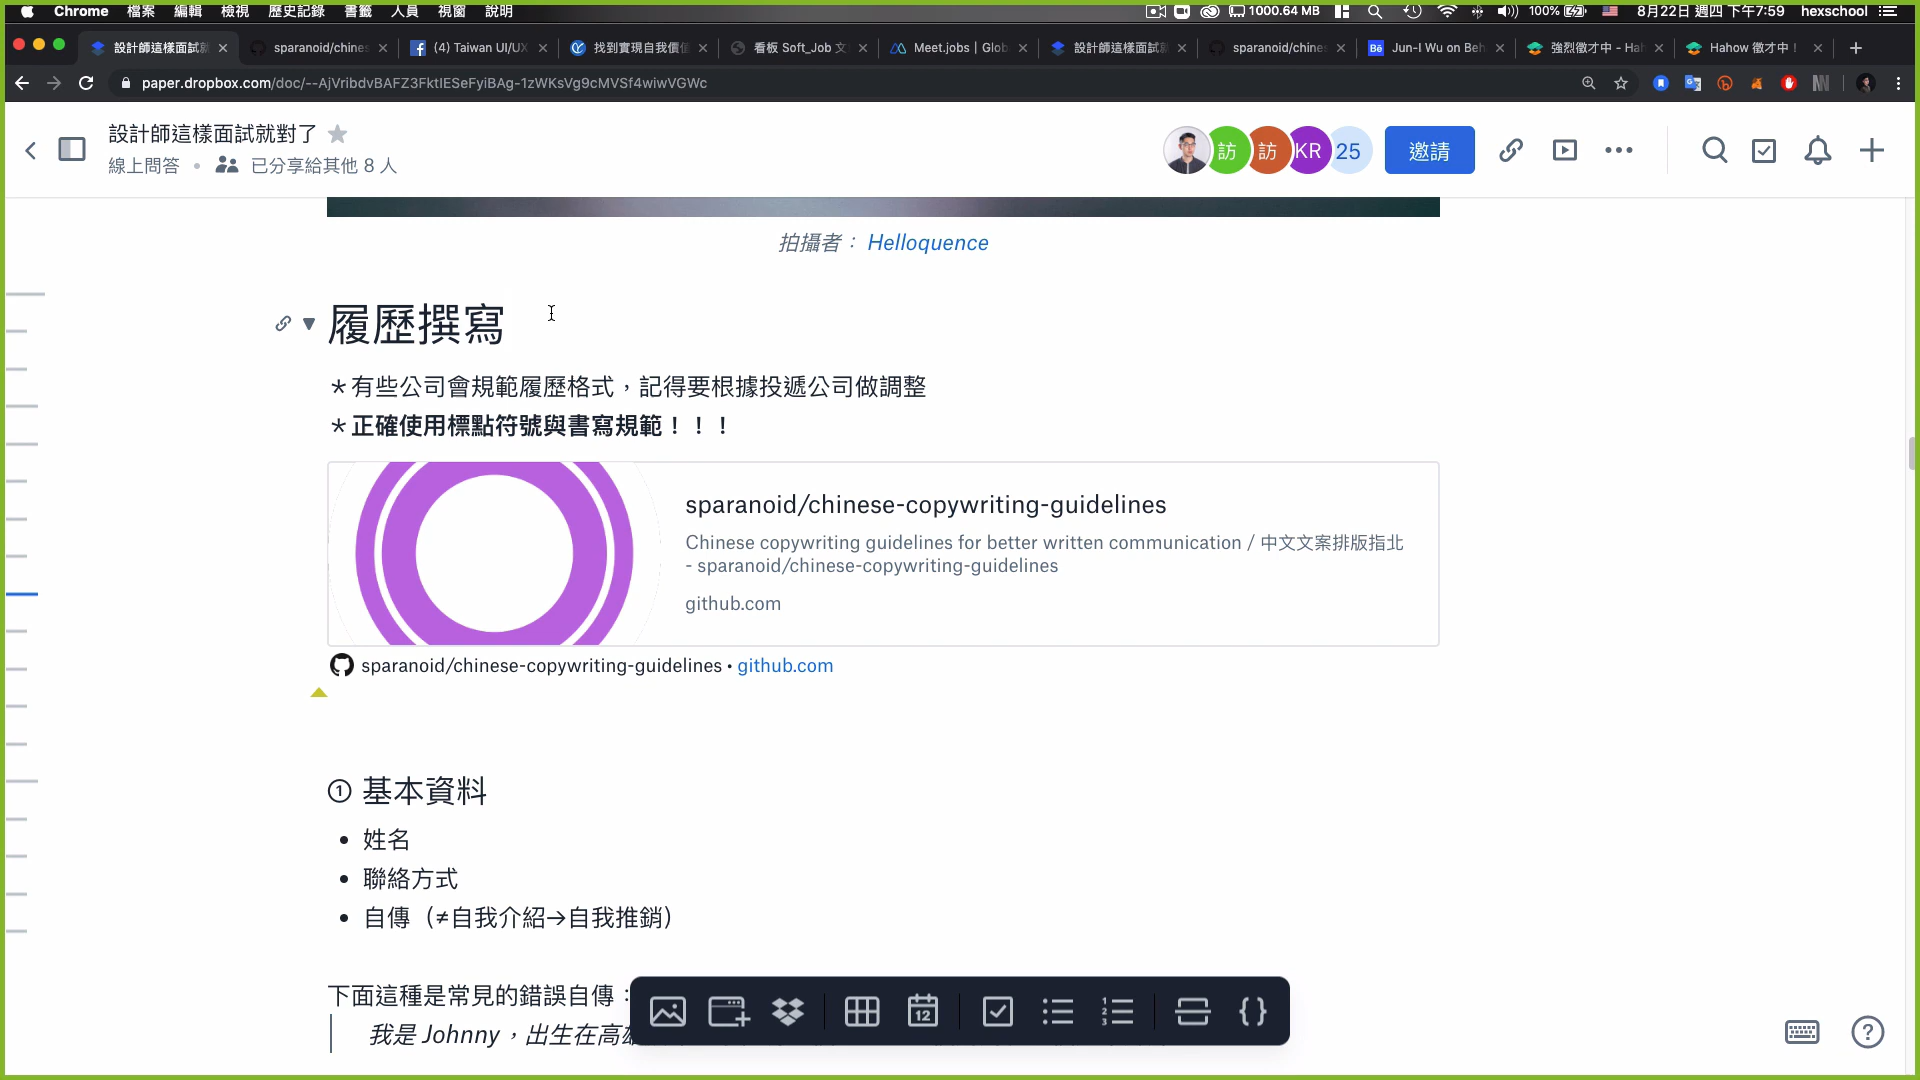 Chrome 檔案 編輯 檢視 歷史記錄 書籤 人員 視窗 說明 1000.64 MB 100% 8月22日 週四 下午7:59 hexschool
設計師這樣面試就 sparanoid/chines (4) Taiwan UI/UX 找到實現自我價值 看板 Soft_Job 文 Meet.jobs | Glob 設計師這樣面試就 sparanoid/chines Jun-I Wu on Beh 強烈徵才中 - Hah Hahow 徵才中！
paper.dropbox.com/doc/--AjVribdvBAFZ3FktIESeFyiBAg-1zWKsVg9cMVSf4wiwVGWc
設計師這樣面試就對了
線上問答 • 已分享給其他 8 人
訪 訪 KR 25 邀請
拍攝者： Helloquence
履歷撰寫
＊有些公司會規範履歷格式，記得要根據投遞公司做調整
＊正確使用標點符號與書寫規範！！！
sparanoid/chinese-copywriting-guidelines
Chinese copywriting guidelines for better written communication / 中文文案排版指北
- sparanoid/chinese-copywriting-guidelines
github.com
sparanoid/chinese-copywriting-guidelines • github.com
① 基本資料
• 姓名
• 聯絡方式
• 自傳（≠自我介紹→自我推銷）
下面這種是常見的錯誤自傳：
我是 Johnny，出生在高雄
12